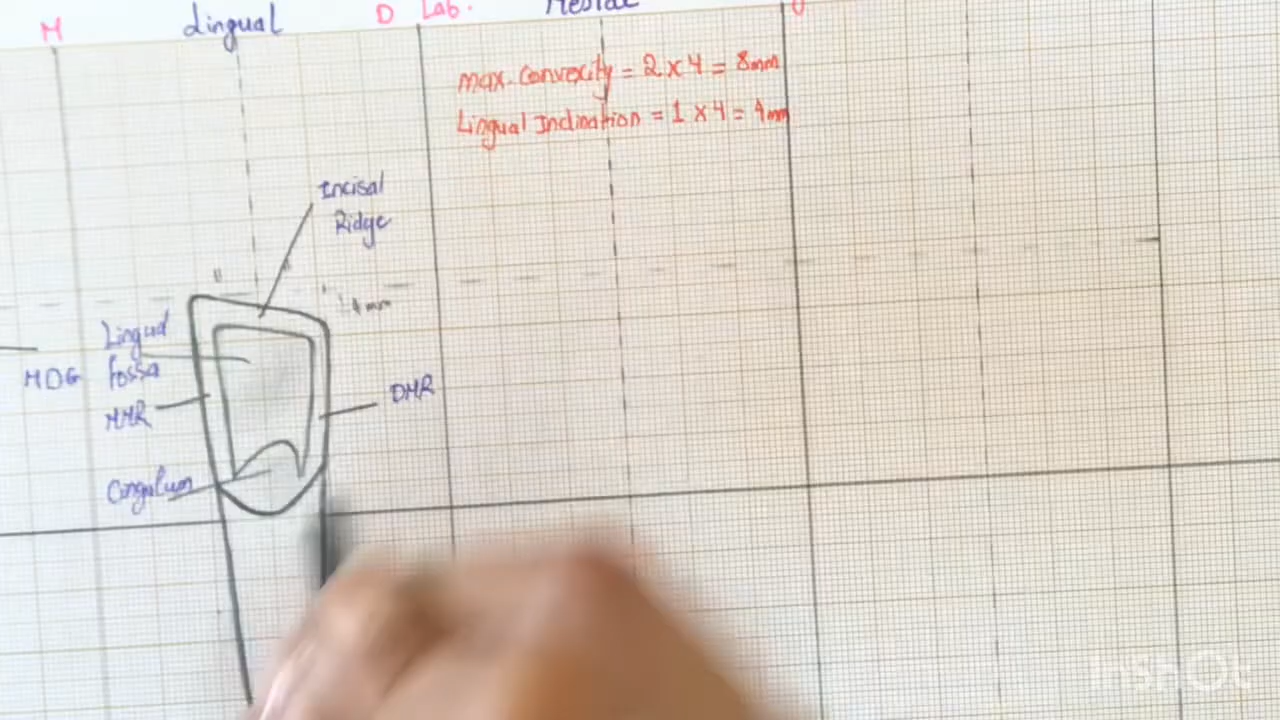 M Lingual D Lab. Mesial
max. Convexity = 2 x 4 = 8mm
Lingual Inclination = 1 x 4 = 4mm
Incisal
Ridge
4mm
Lingual
fossa
MDG
MMR
DMR
Cingulum
InShOt